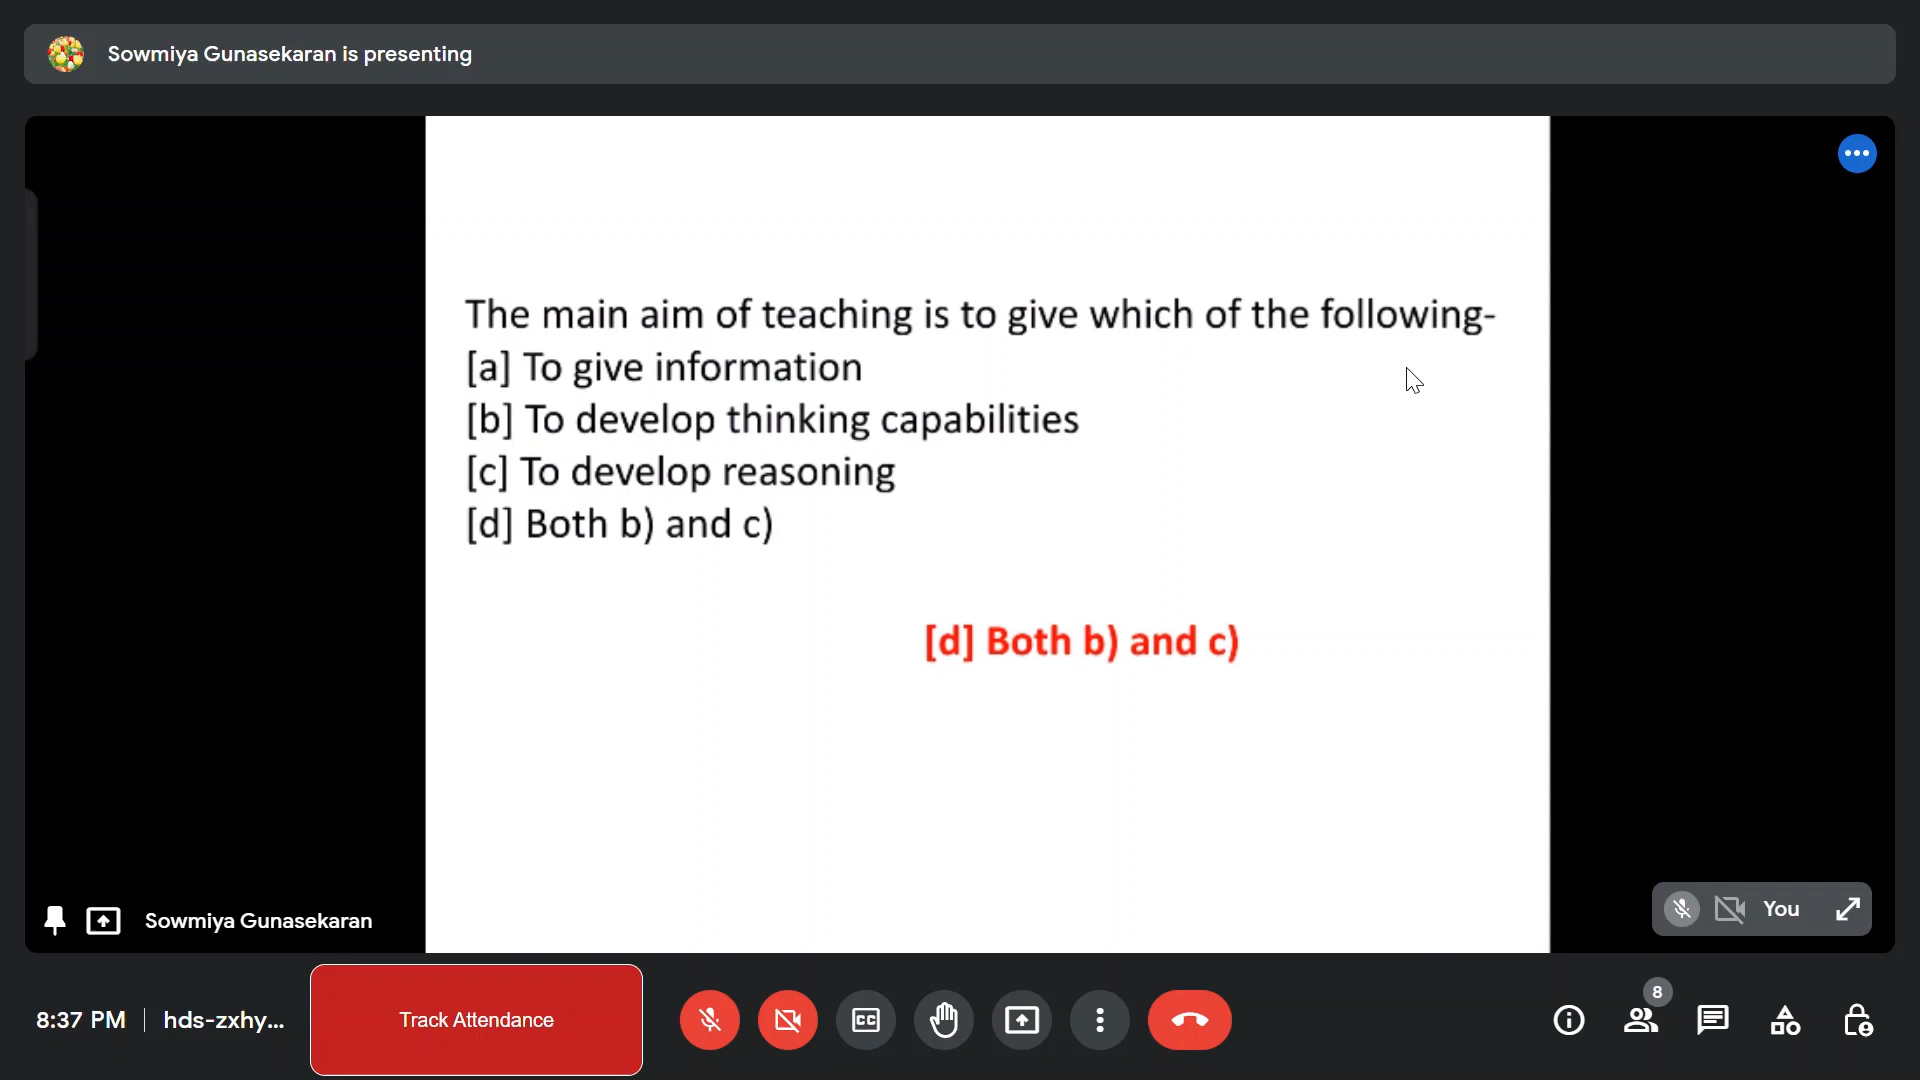 Sowmiya Gunasekaran is presenting
The main aim of teaching is to give which of the following-
[a] To give information
[b] To develop thinking capabilities
[c] To develop reasoning
[d] Both b) and c)
[d] Both b) and c)
Sowmiya Gunasekaran
You
8:37 PM
hds-zxhy...
Track Attendance
CC
8